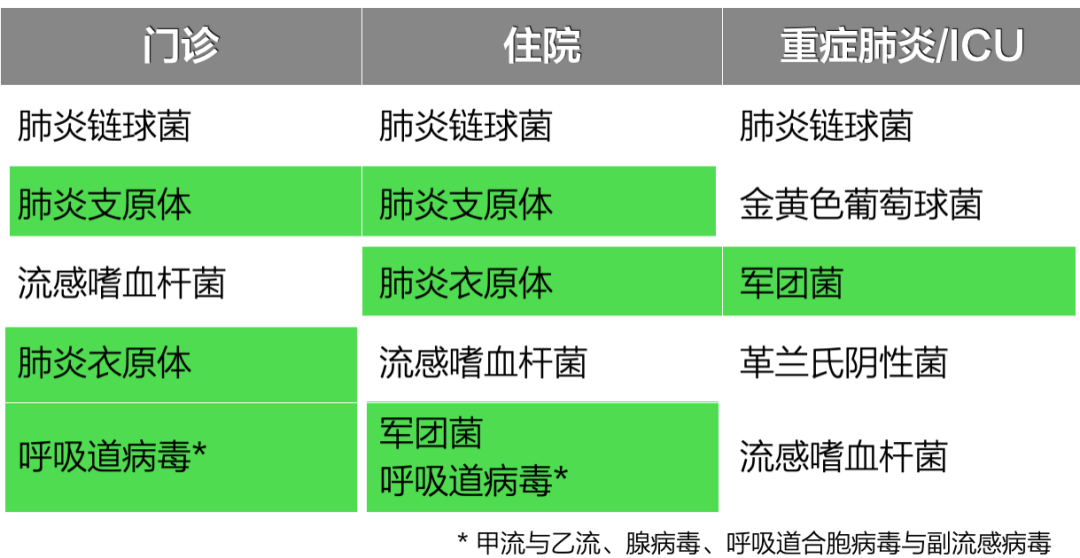 门诊 住院 重症肺炎/ICU
肺炎链球菌 肺炎链球菌 肺炎链球菌
肺炎支原体 肺炎支原体 金黄色葡萄球菌
流感嗜血杆菌 肺炎衣原体 军团菌
肺炎衣原体 流感嗜血杆菌 革兰氏阴性菌
呼吸道病毒* 军团菌 流感嗜血杆菌
呼吸道病毒*
* 甲流与乙流、腺病毒、呼吸道合胞病毒与副流感病毒